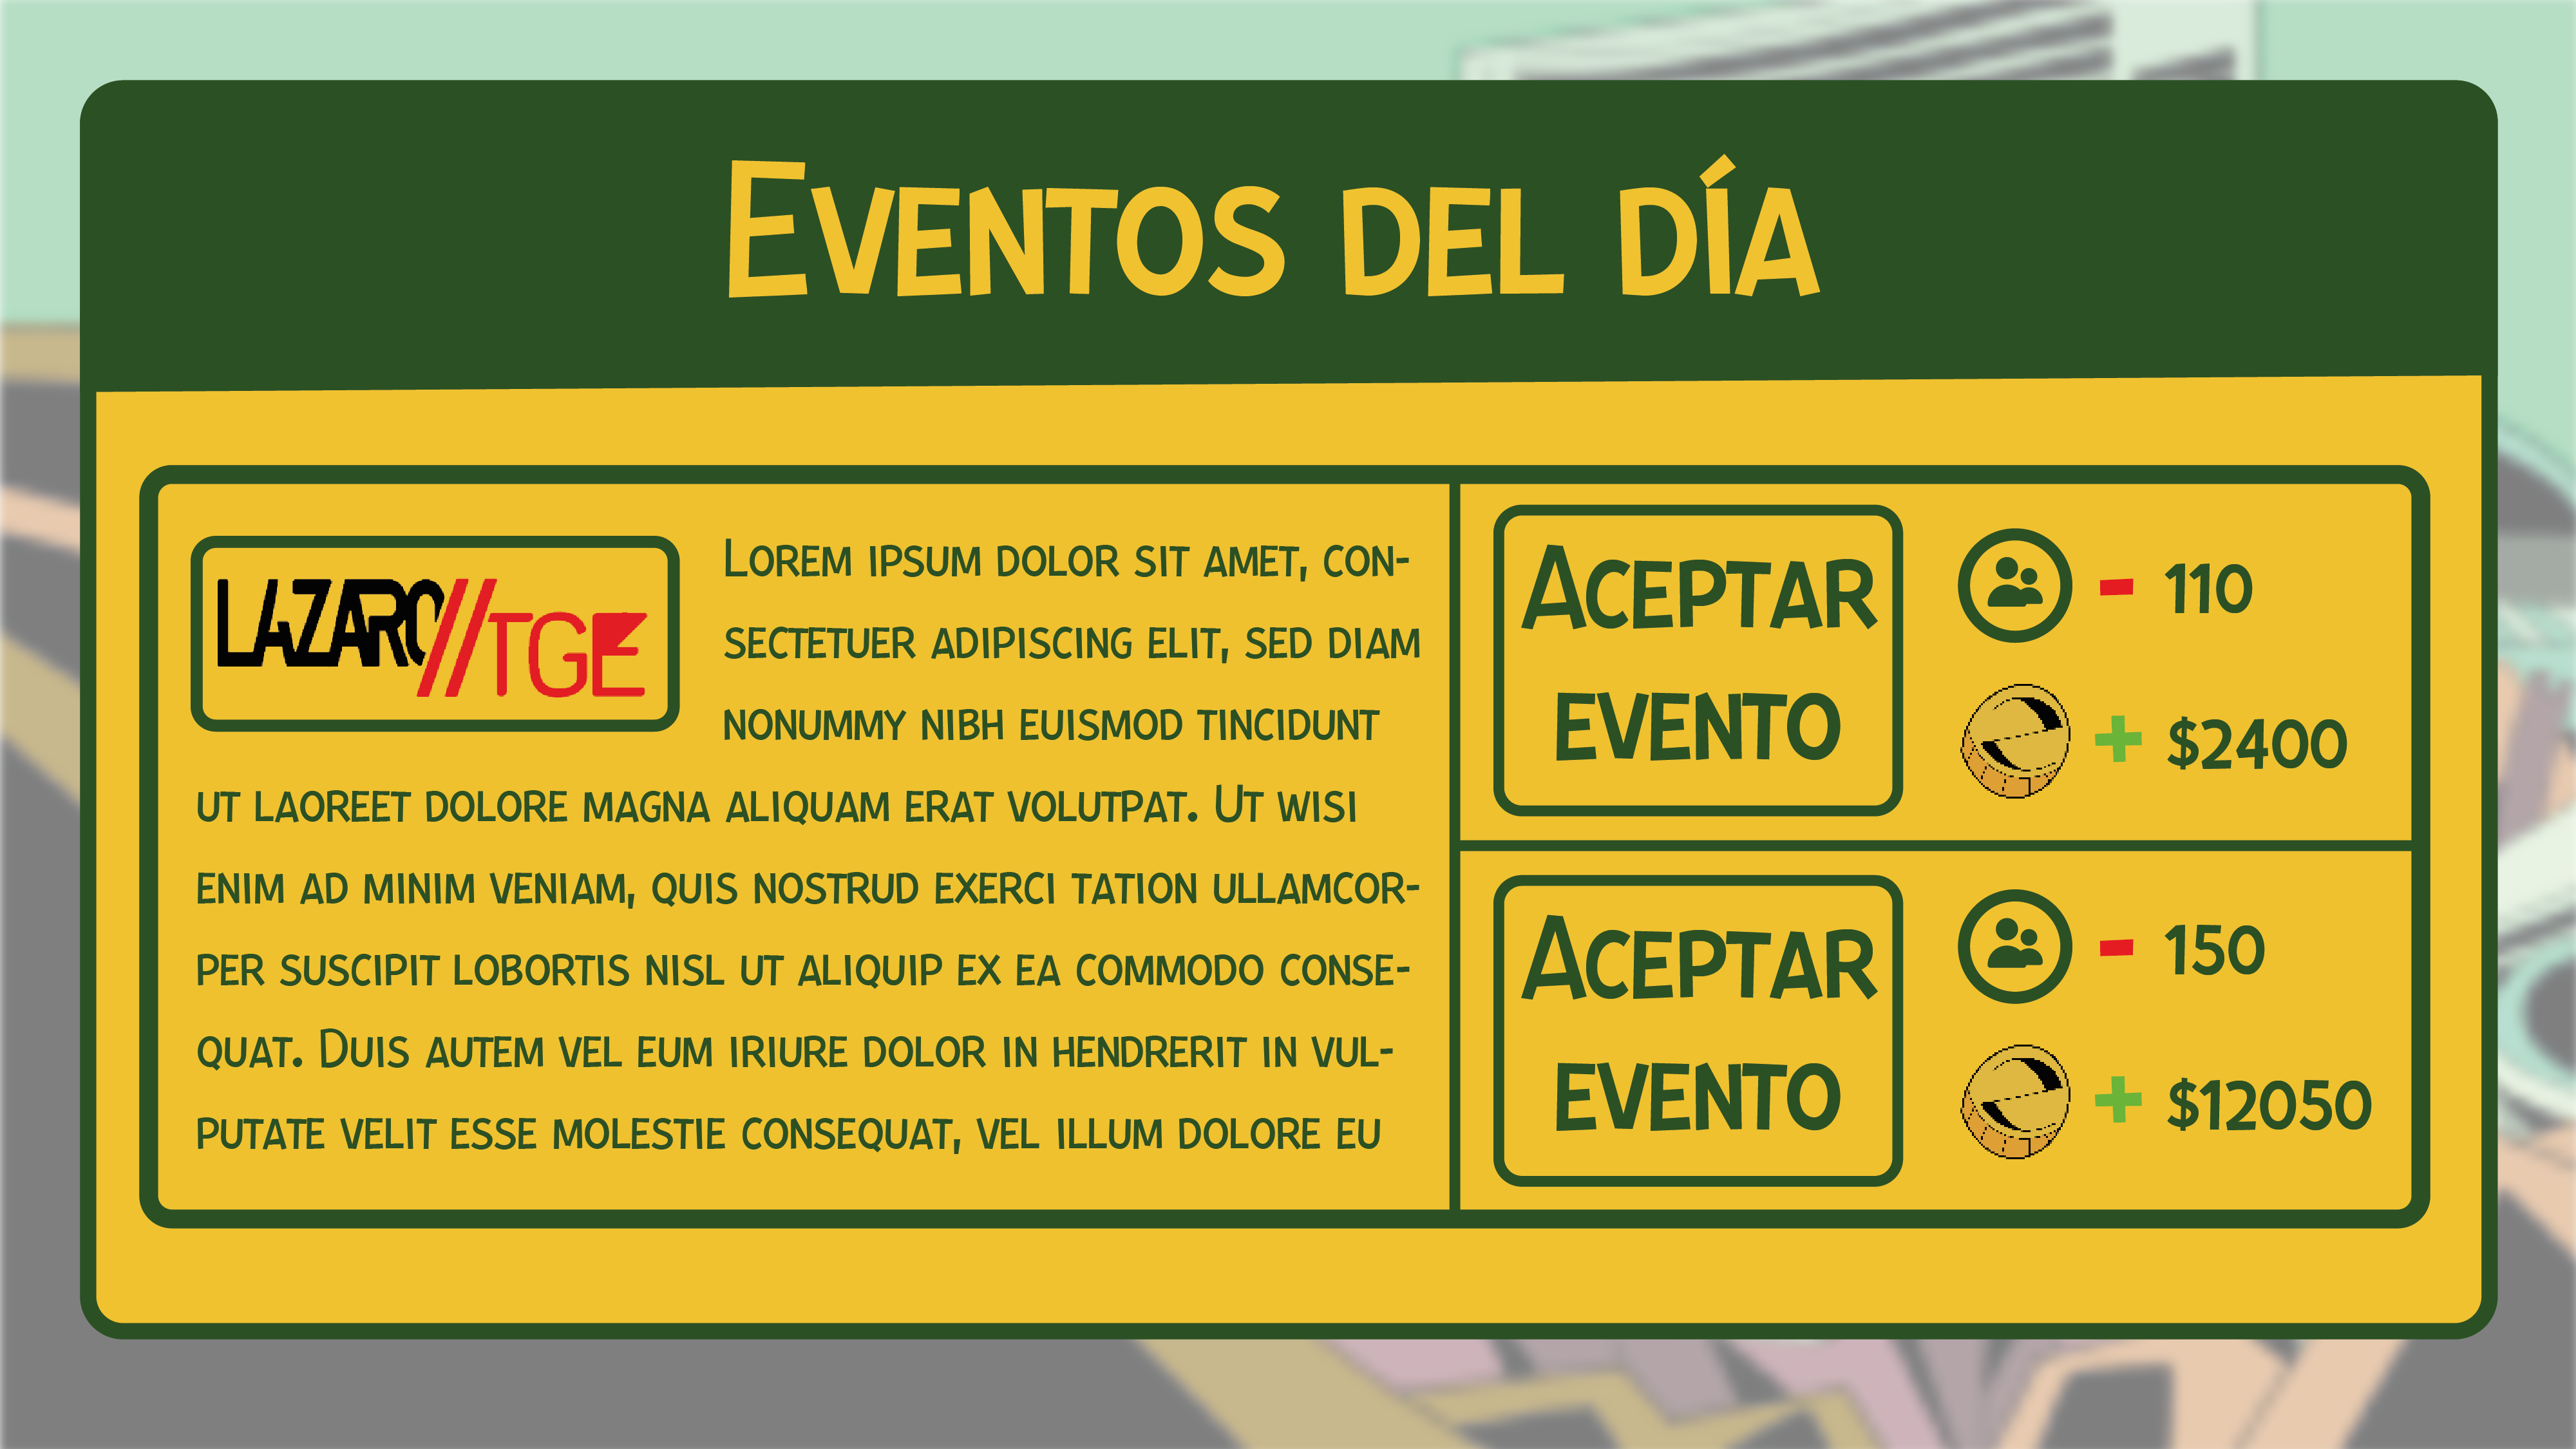 Eventos del día
LAZARO//TGE
Lorem ipsum dolor sit amet, con-
sectetuer adipiscing elit, sed diam
nonummy nibh euismod tincidunt
ut laoreet dolore magna aliquam erat volutpat. Ut wisi
enim ad minim veniam, quis nostrud exerci tation ullamcor-
per suscipit lobortis nisl ut aliquip ex ea commodo conse-
quat. Duis autem vel eum iriure dolor in hendrerit in vul-
putate velit esse molestie consequat, vel illum dolore eu
Aceptar
evento
- 110
+ $2400
Aceptar
evento
- 150
+ $12050